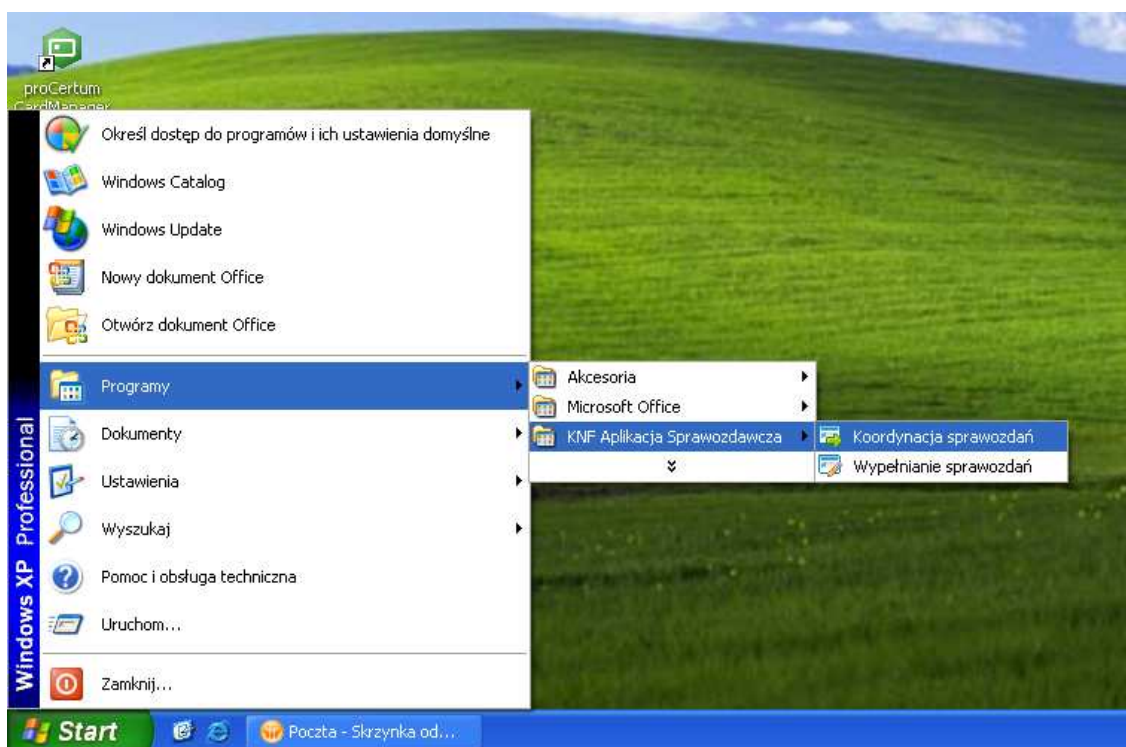 proCertum
CardManager
Określ dostęp do programów i ich ustawienia domyślne
Windows Catalog
Windows Update
Nowy dokument Office
Otwórz dokument Office
Programy
Dokumenty
Ustawienia
Wyszukaj
Pomoc i obsługa techniczna
Uruchom...
Zamknij...
Windows XP Professional
Akcesoria
Microsoft Office
KNF Aplikacja Sprawozdawcza
Koordynacja sprawozdań
Wypełnianie sprawozdań
Start
Poczta - Skrzynka od...